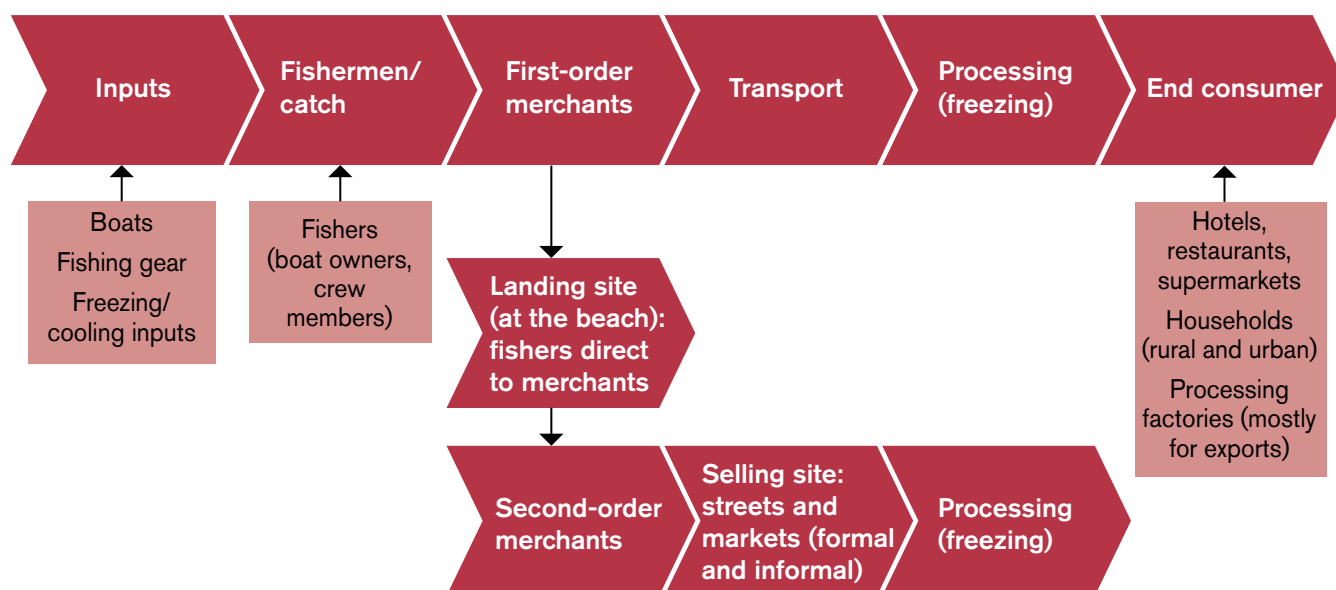 Inputs
Fishermen/
catch
First-order
merchants
Transport
Processing
(freezing)
End consumer
Boats
Fishing gear
Freezing/
cooling inputs
Fishers
(boat owners,
crew
members)
Hotels,
restaurants,
supermarkets
Households
(rural and urban)
Processing
factories (mostly
for exports)
Landing site
(at the beach):
fishers direct
to merchants
Second-order
merchants
Selling site:
streets and
markets (formal
and informal)
Processing
(freezing)